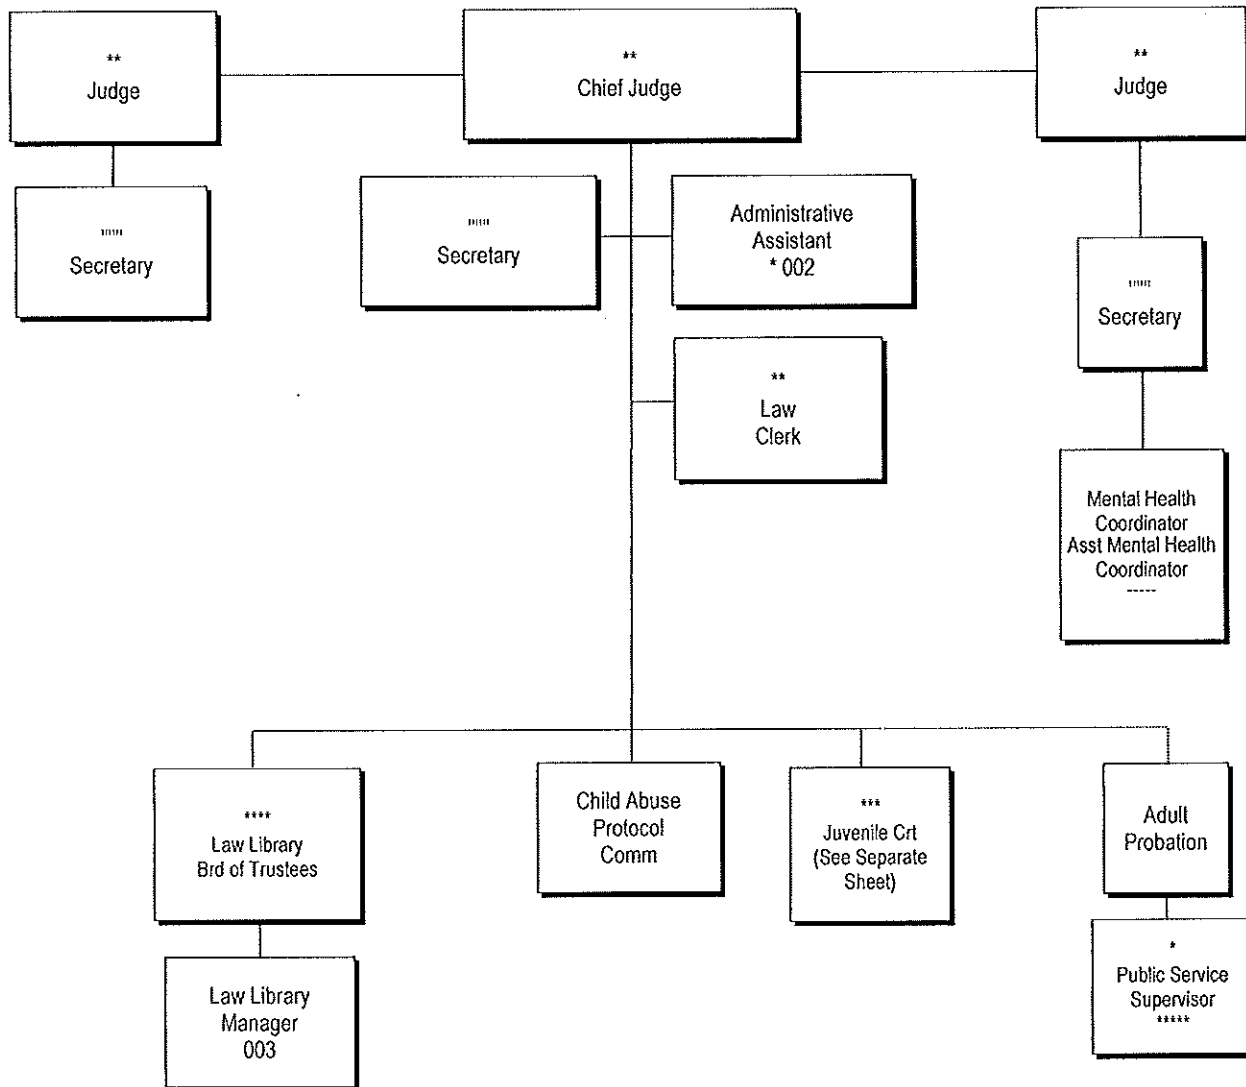 **
Judge
**
Chief Judge
**
Judge
""""
Secretary
""""
Secretary
Administrative
Assistant
* 002
""""
Secretary
**
Law
Clerk
Mental Health
Coordinator
Asst Mental Health
Coordinator
-----
****
Law Library
Brd of Trustees
Child Abuse
Protocol
Comm
***
Juvenile Crt
(See Separate
Sheet)
Adult
Probation
Law Library
Manager
003
*
Public Service
Supervisor
*****